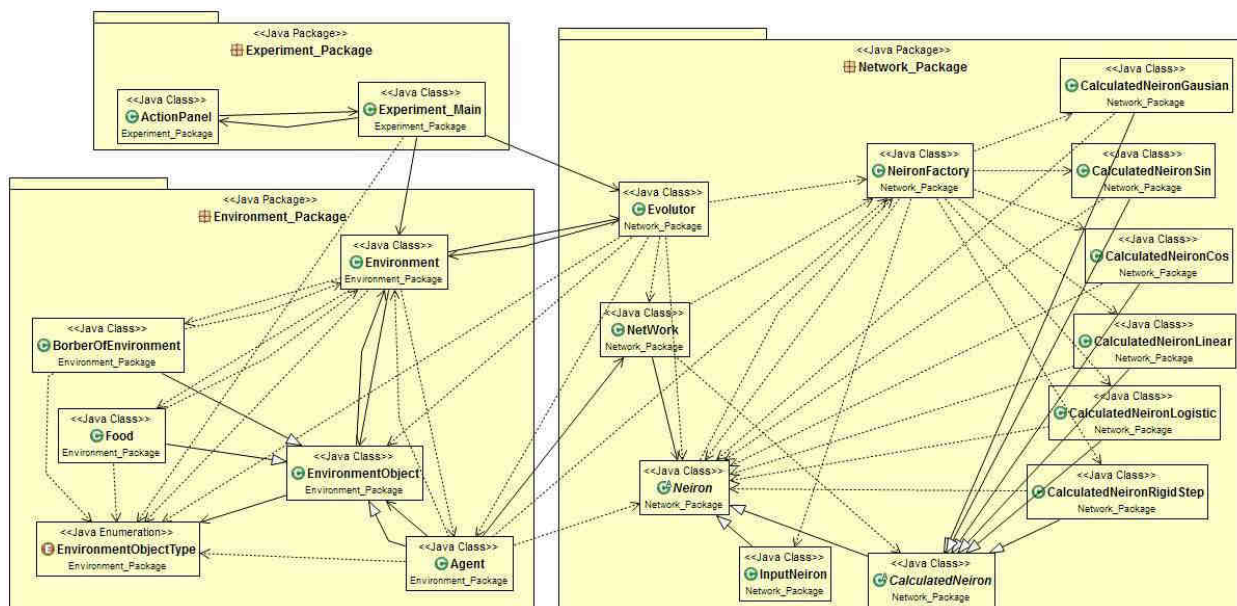 <<Java Package>>
Experiment_Package
<<Java Class>>
ActionPanel
Experiment_Package
<<Java Class>>
Experiment_Main
Experiment_Package
<<Java Package>>
Environment_Package
<<Java Class>>
Environment
Environment_Package
<<Java Class>>
BorberOfEnvironment
Environment_Package
<<Java Class>>
Food
Environment_Package
<<Java Class>>
EnvironmentObject
Environment_Package
<<Java Enumeration>>
EnvironmentObjectType
Environment_Package
<<Java Class>>
Agent
Environment_Package
<<Java Package>>
Network_Package
<<Java Class>>
CalculatedNeironGausian
Network_Package
<<Java Class>>
NeironFactory
Network_Package
<<Java Class>>
CalculatedNeironSin
Network_Package
<<Java Class>>
Evolutor
Network_Package
<<Java Class>>
CalculatedNeironCos
Network_Package
<<Java Class>>
NetWork
Network_Package
<<Java Class>>
CalculatedNeironLinear
Network_Package
<<Java Class>>
CalculatedNeironLogistic
Network_Package
<<Java Class>>
Neiron
Network_Package
<<Java Class>>
CalculatedNeironRigidStep
Network_Package
<<Java Class>>
InputNeiron
Network_Package
<<Java Class>>
CalculatedNeiron
Network_Package